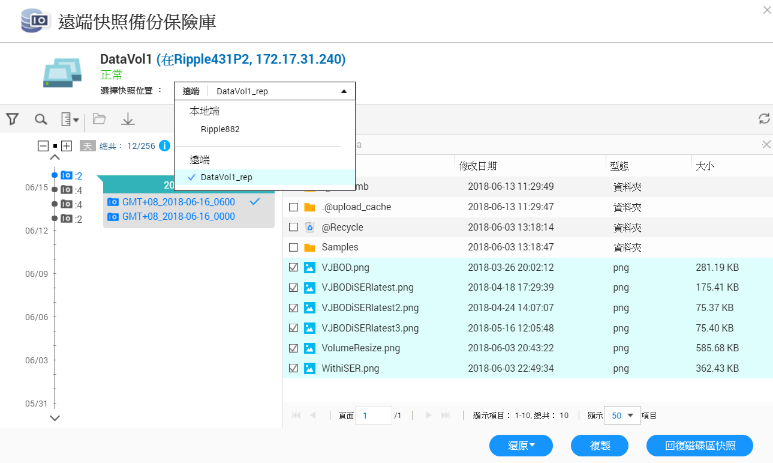 遠端快照備份保險庫
DataVol1 (在Ripple431P2, 172.17.31.240)
正常
選擇快照位置：
遠端 DataVol1_rep
本地端
Ripple882
遠端
DataVol1_rep
天 總共： 12/256
:2
:4
:4
:2
06/15
06/12
06/09
06/06
06/03
05/31
20
GMT+08_2018-06-16_0600
GMT+08_2018-06-16_0000
a
修改日期 型態 大小
mb 2018-06-13 11:29:49 資料夾
.@upload_cache 2018-06-13 11:29:47 資料夾
@Recycle 2018-06-03 13:18:14 資料夾
Samples 2018-06-03 13:18:47 資料夾
VJBOD.png 2018-03-26 20:02:12 png 281.19 KB
VJBODiSERlatest.png 2018-04-18 17:29:39 png 175.41 KB
VJBODiSERlatest2.png 2018-04-24 14:07:07 png 75.37 KB
VJBODiSERlatest3.png 2018-05-16 12:05:48 png 75.40 KB
VolumeResize.png 2018-06-03 20:43:22 png 585.68 KB
WithiSER.png 2018-06-03 22:49:34 png 362.43 KB
頁面 1 /1 顯示項目： 1-10, 總共： 10 顯示 50 項目
還原 複製 回復磁碟區快照